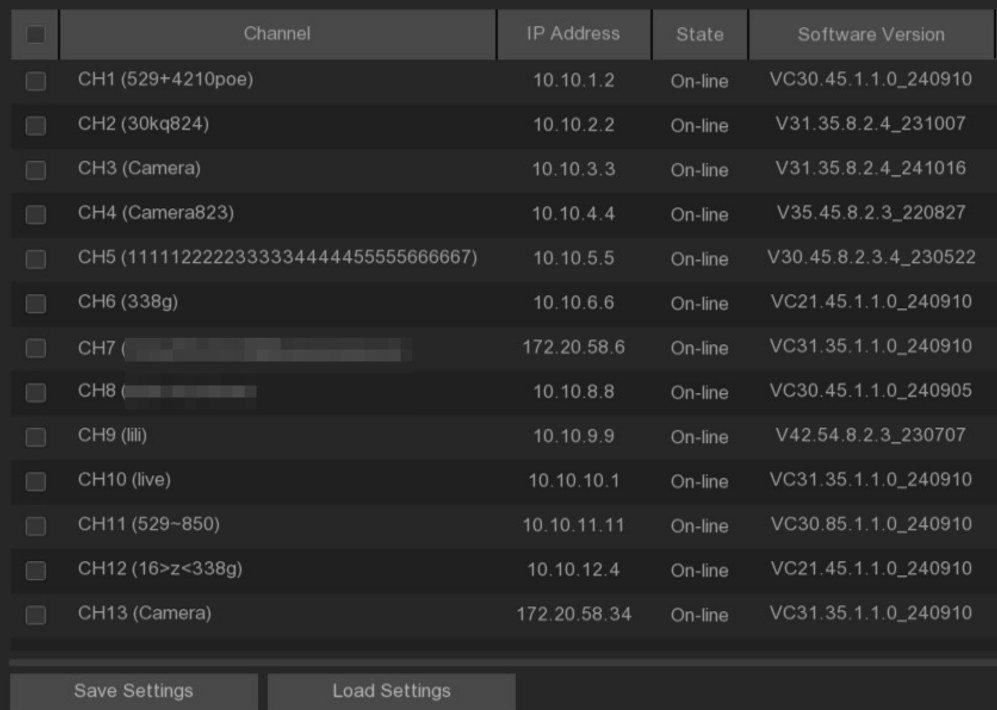 Channel IP Address State Software Version
CH1 (529+4210poe) 10.10.1.2 On-line VC30.45.1.1.0_240910
CH2 (30kq824) 10.10.2.2 On-line V31.35.8.2.4_231007
CH3 (Camera) 10.10.3.3 On-line V31.35.8.2.4_241016
CH4 (Camera823) 10.10.4.4 On-line V35.45.8.2.3_220827
CH5 (1111122222333334444455555666667) 10.10.5.5 On-line V30.45.8.2.3.4_230522
CH6 (338g) 10.10.6.6 On-line VC21.45.1.1.0_240910
CH7 ( 172.20.58.6 On-line VC31.35.1.1.0_240910
CH8 ( 10.10.8.8 On-line VC30.45.1.1.0_240905
CH9 (lili) 10.10.9.9 On-line V42.54.8.2.3_230707
CH10 (live) 10.10.10.1 On-line VC31.35.1.1.0_240910
CH11 (529~850) 10.10.11.11 On-line VC30.85.1.1.0_240910
CH12 (16>z<338g) 10.10.12.4 On-line VC21.45.1.1.0_240910
CH13 (Camera) 172.20.58.34 On-line VC31.35.1.1.0_240910
Save Settings Load Settings